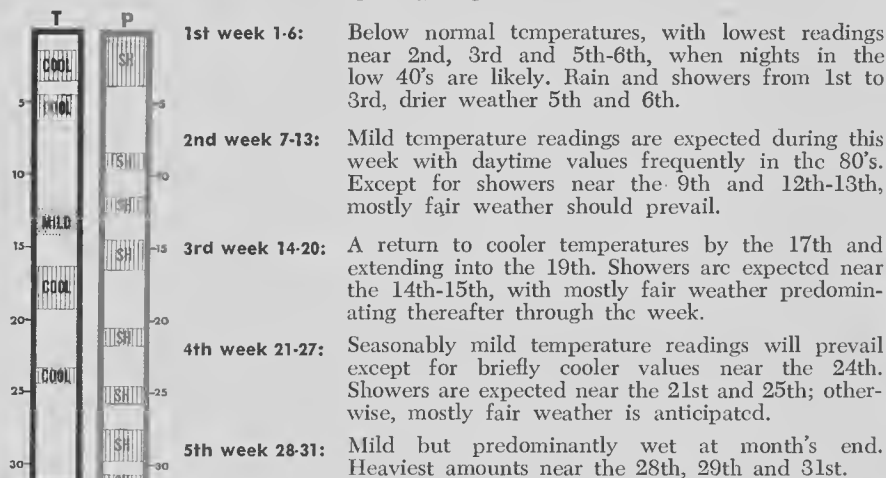 T P
COOL SH
5 COOL 5
SH
10 10
SH
MILD
15 SH 15
COOL
20 20
SH
COOL
25 SH 25
SH
30 30
1st week 1-6: Below normal temperatures, with lowest readings
near 2nd, 3rd and 5th-6th, when nights in the
low 40's are likely. Rain and showers from 1st to
3rd, drier weather 5th and 6th.
2nd week 7-13: Mild temperature readings are expected during this
week with daytime values frequently in the 80's.
Except for showers near the 9th and 12th-13th,
mostly fair weather should prevail.
3rd week 14-20: A return to cooler temperatures by the 17th and
extending into the 19th. Showers are expected near
the 14th-15th, with mostly fair weather predomin-
ating thereafter through the week.
4th week 21-27: Seasonably mild temperature readings will prevail
except for briefly cooler values near the 24th.
Showers are expected near the 21st and 25th; other-
wise, mostly fair weather is anticipated.
5th week 28-31: Mild but predominantly wet at month's end.
Heaviest amounts near the 28th, 29th and 31st.